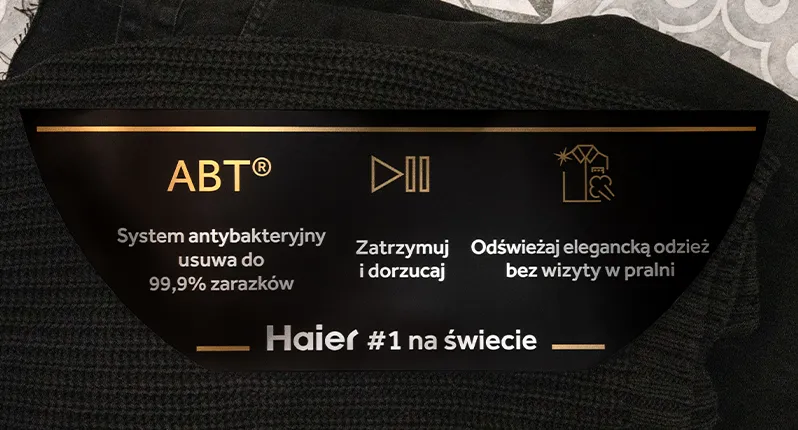 ABT®
System antybakteryjny
usuwa do
99,9% zarazków
Zatrzymuj
i dorzucaj
Odświeżaj elegancką odzież
bez wizyty w pralni
Haier #1 na świecie